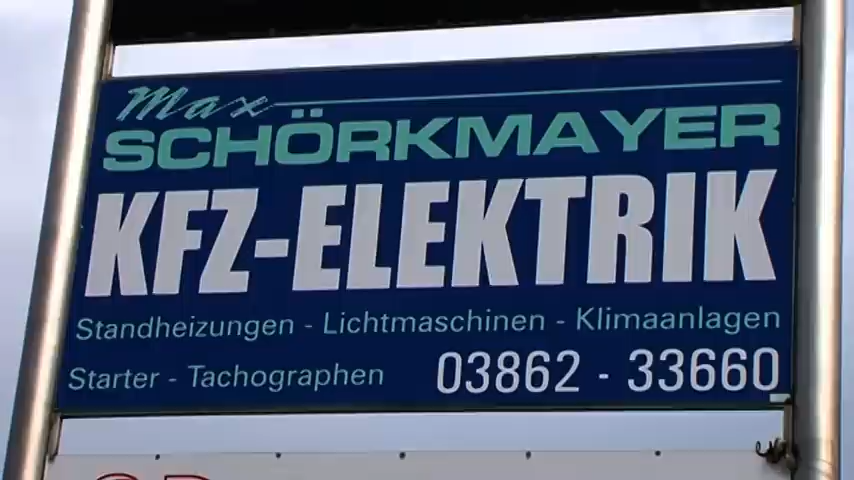 Max
SCHÖRKMAYER
KFZ-ELEKTRIK
Standheizungen - Lichtmaschinen - Klimaanlagen
Starter - Tachographen 03862 - 33660